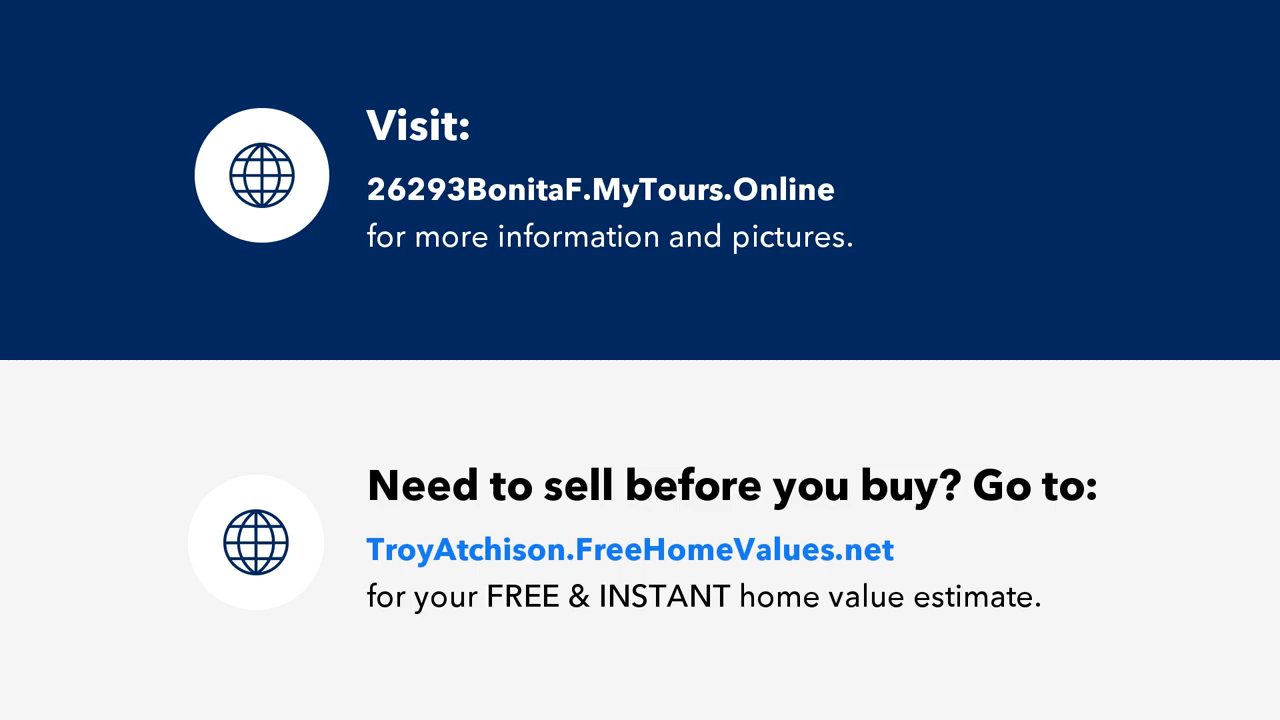 Visit:
26293BonitaF.MyTours.Online
for more information and pictures.
Need to sell before you buy? Go to:
TroyAtchison.FreeHomeValues.net
for your FREE & INSTANT home value estimate.